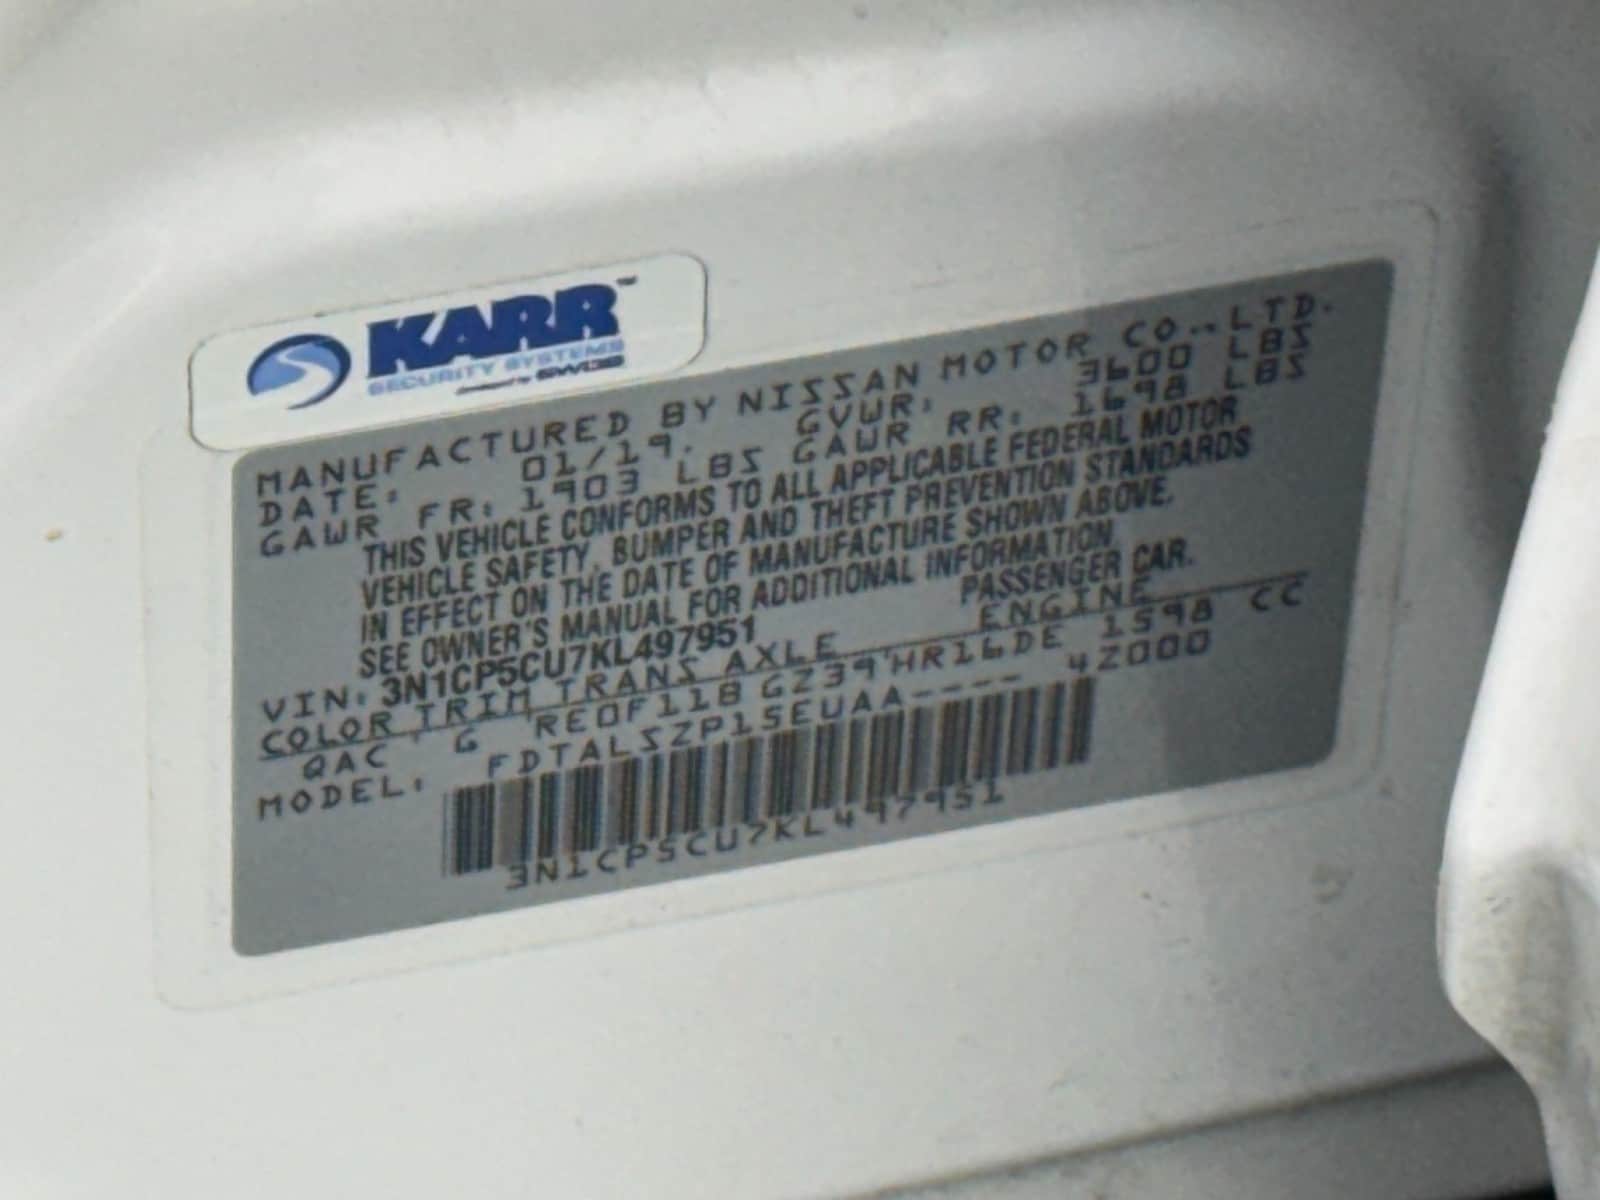 KARR™
SECURITY SYSTEMS
MANUFACTURED BY NISSAN MOTOR CO., LTD.
DATE: 01/19. GVWR: 3600 LBS
GAWR FR: 1903 LBS GAWR RR: 1698 LBS
THIS VEHICLE CONFORMS TO ALL APPLICABLE FEDERAL MOTOR
VEHICLE SAFETY, BUMPER AND THEFT PREVENTION STANDARDS
IN EFFECT ON THE DATE OF MANUFACTURE SHOWN ABOVE.
SEE OWNER'S MANUAL FOR ADDITIONAL INFORMATION.
VIN: 3N1CP5CU7KL497951 PASSENGER CAR.
COLOR TRIM TRANS AXLE ENGINE
QAC G RE0F11B GZ39 HR16DE 1598 CC
MODEL: FDTALSZP15EUAA---- 42000
3N1CP5CU7KL497951